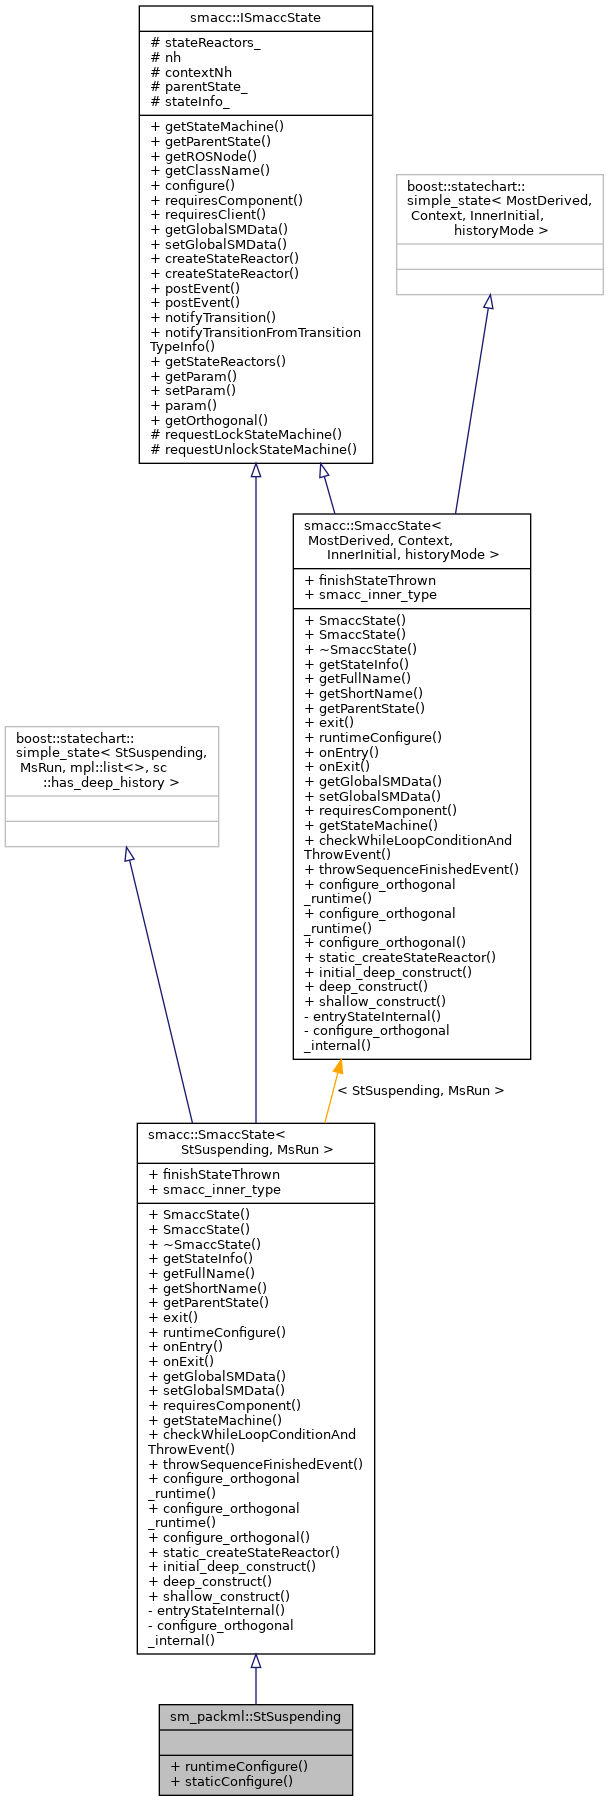 smacc::ISmaccState
# stateReactors_
# nh
# contextNh
# parentState_
# stateInfo_
+ getStateMachine()
+ getParentState()
+ getROSNode()
+ getClassName()
+ configure()
+ requiresComponent()
+ requiresClient()
+ getGlobalSMData()
+ setGlobalSMData()
+ createStateReactor()
+ createStateReactor()
+ postEvent()
+ postEvent()
+ notifyTransition()
+ notifyTransitionFromTransition
TypeInfo()
+ getStateReactors()
+ getParam()
+ setParam()
+ param()
+ getOrthogonal()
# requestLockStateMachine()
# requestUnlockStateMachine()
boost::statechart::
simple_state< MostDerived,
Context, InnerInitial,
historyMode >
smacc::SmaccState<
MostDerived, Context,
InnerInitial, historyMode >
+ finishStateThrown
+ smacc_inner_type
+ SmaccState()
+ SmaccState()
+ ~SmaccState()
+ getStateInfo()
+ getFullName()
+ getShortName()
+ getParentState()
+ exit()
+ runtimeConfigure()
+ onEntry()
+ onExit()
+ getGlobalSMData()
+ setGlobalSMData()
+ requiresComponent()
+ getStateMachine()
+ checkWhileLoopConditionAnd
ThrowEvent()
+ throwSequenceFinishedEvent()
+ configure_orthogonal
_runtime()
+ configure_orthogonal
_runtime()
+ configure_orthogonal()
+ static_createStateReactor()
+ initial_deep_construct()
+ deep_construct()
+ shallow_construct()
- entryStateInternal()
- configure_orthogonal
_internal()
boost::statechart::
simple_state< StSuspending,
MsRun, mpl::list<>, sc
::has_deep_history >
< StSuspending, MsRun >
smacc::SmaccState<
StSuspending, MsRun >
+ finishStateThrown
+ smacc_inner_type
+ SmaccState()
+ SmaccState()
+ ~SmaccState()
+ getStateInfo()
+ getFullName()
+ getShortName()
+ getParentState()
+ exit()
+ runtimeConfigure()
+ onEntry()
+ onExit()
+ getGlobalSMData()
+ setGlobalSMData()
+ requiresComponent()
+ getStateMachine()
+ checkWhileLoopConditionAnd
ThrowEvent()
+ throwSequenceFinishedEvent()
+ configure_orthogonal
_runtime()
+ configure_orthogonal
_runtime()
+ configure_orthogonal()
+ static_createStateReactor()
+ initial_deep_construct()
+ deep_construct()
+ shallow_construct()
- entryStateInternal()
- configure_orthogonal
_internal()
sm_packml::StSuspending
+ runtimeConfigure()
+ staticConfigure()